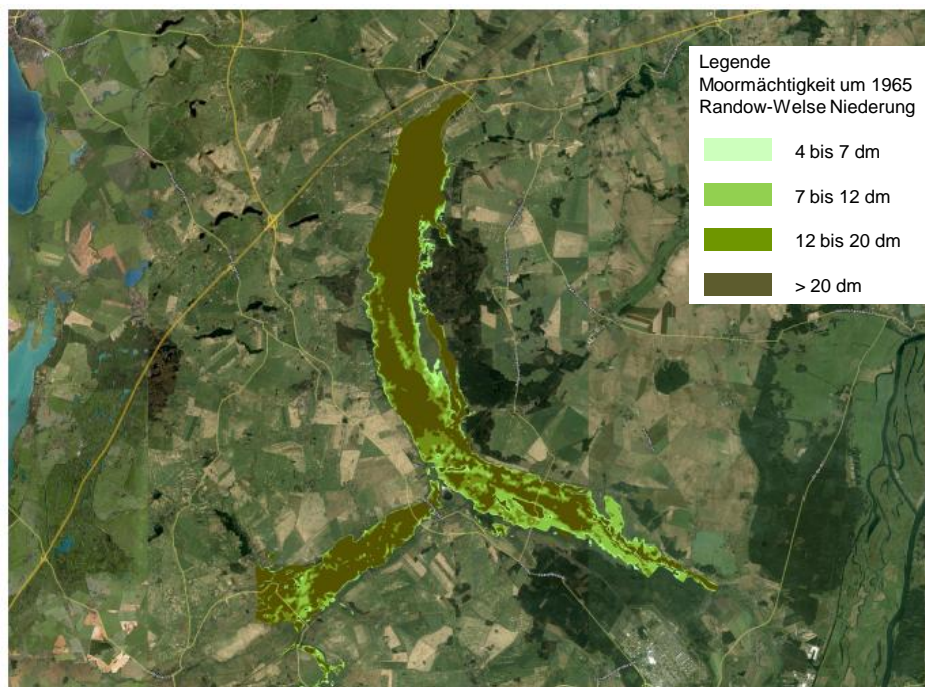 Legende
Moormächtigkeit um 1965
Randow-Welse Niederung
4 bis 7 dm
7 bis 12 dm
12 bis 20 dm
> 20 dm